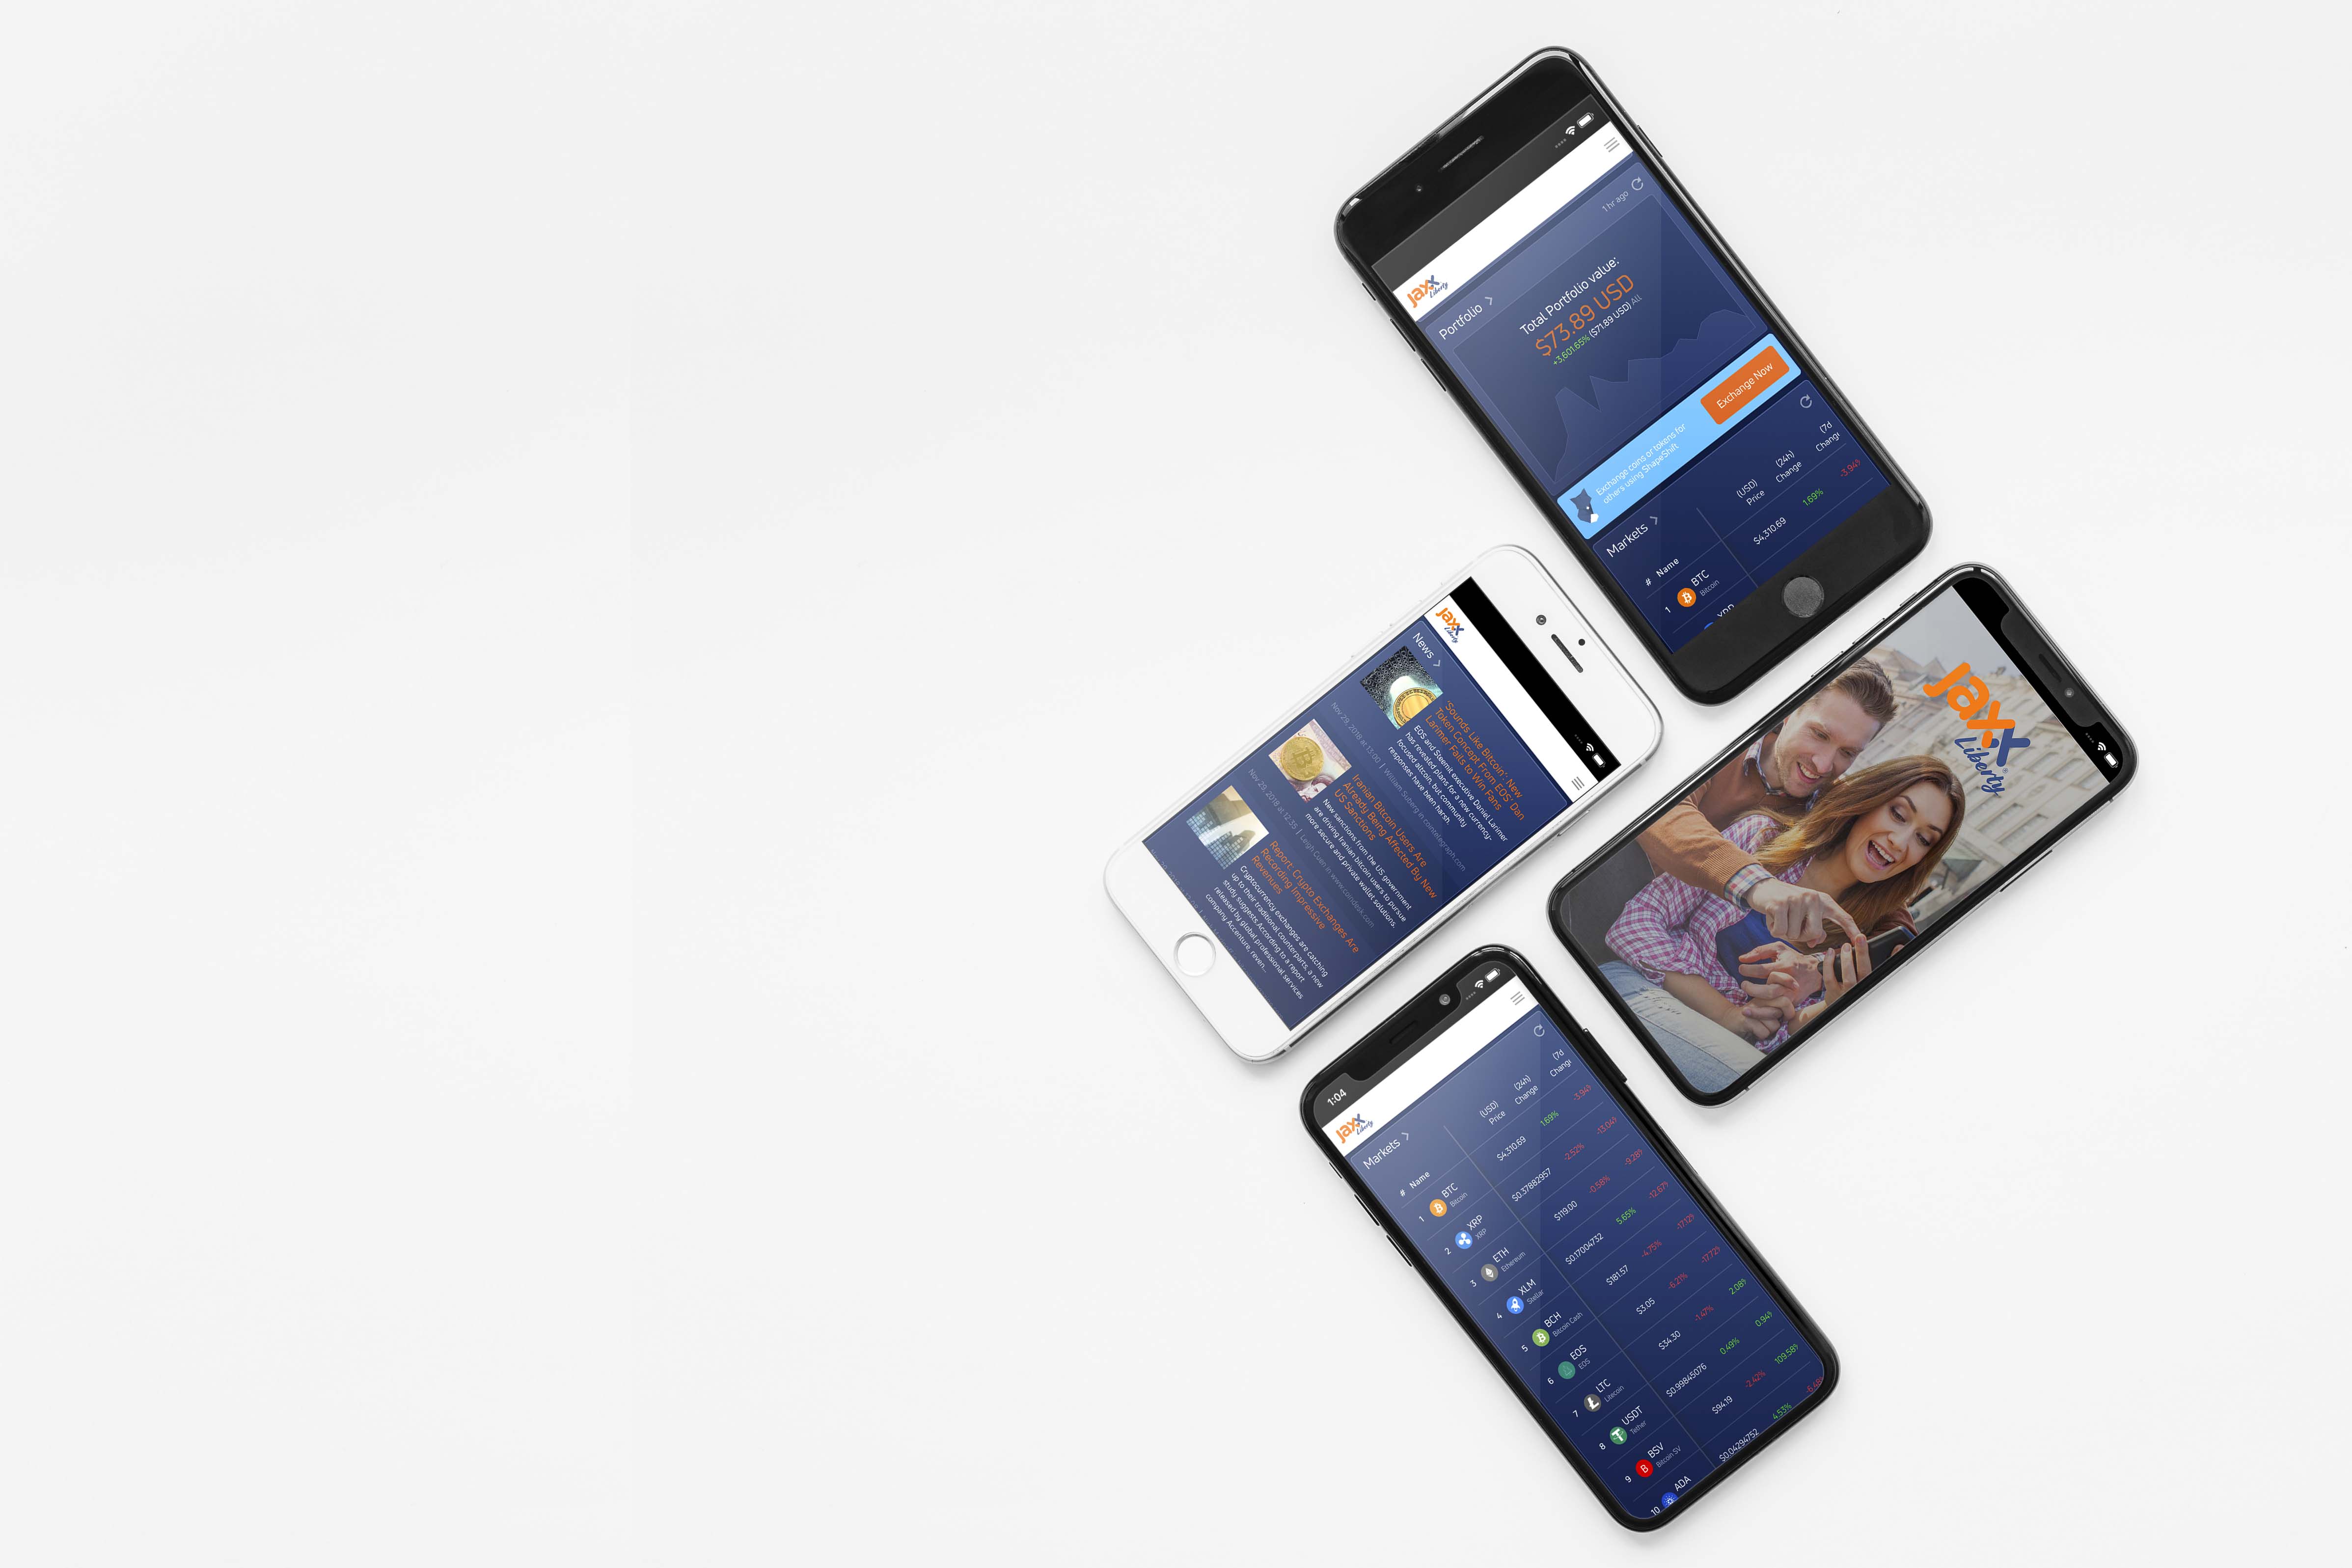 jaxx
Liberty
Portfolio
1 hr ago
Total Portfolio value:
$73.89 USD
+3,601.65% ($71.89 USD) All
Exchange coins or tokens for
others using ShapeShift
Exchange Now
Markets
# Name
(USD)
Price
(24h)
Change
(7d
Chang
1 BTC
Bitcoin
$4,310.69 1.69% -3.94
XRP
jaxx
Liberty
News
'Sounds Like Bitcoin': New
Token Concept From EOS' Dan
Larimer Fails to Win Fans
EOS and Steemit executive Daniel Larimer
has revealed plans for a new currency-
focused altcoin, but community
responses have been harsh.
Nov 29, 2018 at 13:00 | William Suberg in cointelegraph.com
Iranian Bitcoin Users Are
Already Being Affected By New
US Sanctions
New sanctions from the US government
are driving Iranian bitcoin users to pursue
more secure and private wallet solutions.
Nov 29, 2018 at 12:35 | Leigh Cuen in www.coindesk.com
Report: Crypto Exchanges Are
Recording Impressive
Revenues
Cryptocurrency exchanges are catching
up to their traditional counterparts, a new
study suggests. According to a report
released by global professional services
company Accenture, reven...
jaxx
Liberty®
1:04
jaxx
Liberty
Markets
# Name
(USD)
Price
(24h)
Change
(7d
Chang
1 BTC
Bitcoin
$4,310.69 1.69% -3.94
2 XRP
XRP
$0.37882957 -2.52% -13.04
3 ETH
Ethereum
$119.00 -0.58% -9.28
4 XLM
Stellar
$0.17004732 5.65% -12.67
5 BCH
Bitcoin Cash
$181.57 -4.75% -17.12
6 EOS
EOS
$3.05 -6.21% -17.72
7 LTC
Litecoin
$34.30 -1.47% 2.08
8 USDT
Tether
$0.99845076 0.49% 0.94
9 BSV
Bitcoin SV
$94.19 -2.42% 109.58
10 ADA
$0.04294752 4.53% -6.48